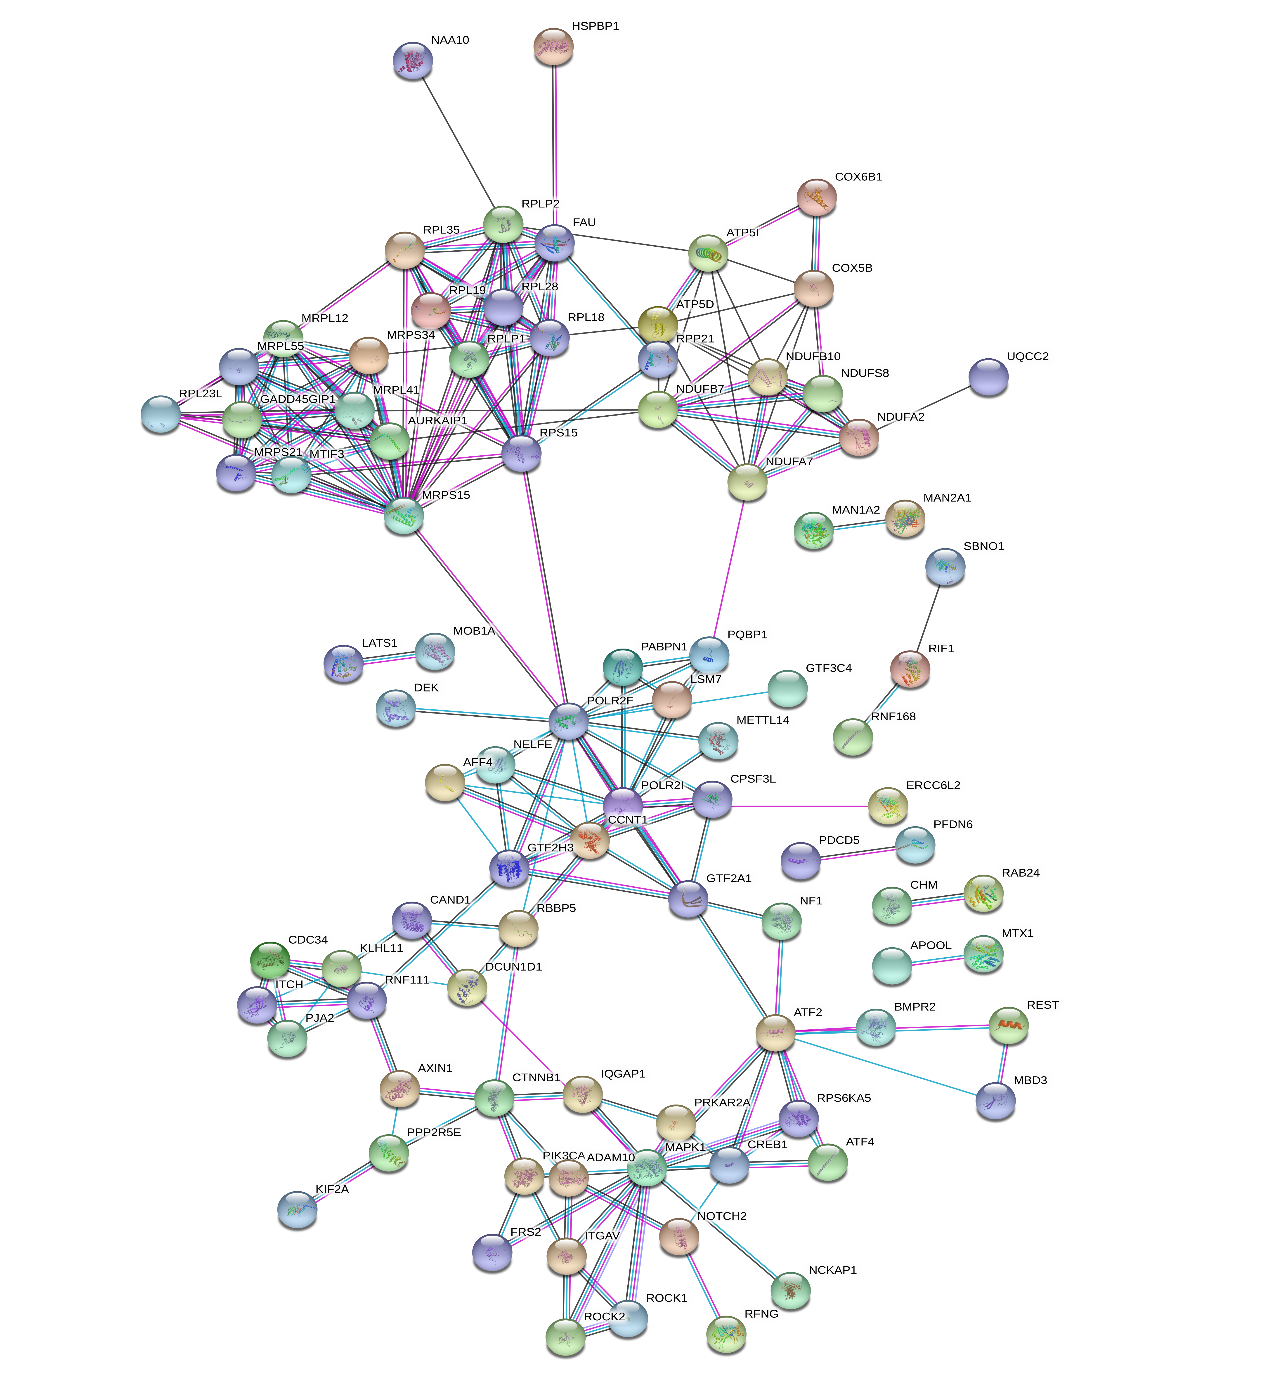 HSPBP1
NAA10
COX6B1
RPLP2
FAU
RPL35
ATP5I
COX5B
RPL19
RPL28
ATP5D
MRPL12
RPL18
MRPS34
RPLP1
RPP21
MRPL55
NDUFB10
UQCC2
NDUFS8
RPL23L
MRPL41
NDUFB7
GADD45GIP1
NDUFA2
AURKAIP1
RPS15
MRPS21
MTIF3
NDUFA7
MRPS15
MAN2A1
MAN1A2
SBNO1
MOB1A
PQBP1
LATS1
PABPN1
RIF1
GTF3C4
LSM7
DEK
POLR2F
RNF168
METTL14
NELFE
AFF4
CPSF3L
POLR2I
ERCC6L2
CCNT1
PFDN6
PDCD5
GTF2H3
RAB24
GTF2A1
CHM
CAND1
NF1
RBBP5
MTX1
CDC34
KLHL11
APOOL
DCUN1D1
RNF111
ITCH
REST
BMPR2
ATF2
PJA2
AXIN1
IQGAP1
CTNNB1
MBD3
PRKAR2A
RPS6KA5
PPP2R5E
ATF4
CREB1
MAPK1
PIK3CA
ADAM10
KIF2A
NOTCH2
FRS2
ITGAV
NCKAP1
ROCK1
RFNG
ROCK2